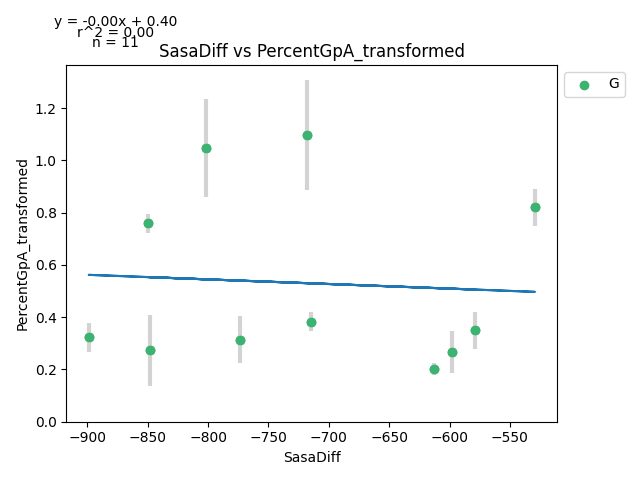 y = -0.00x + 0.40
r^2 = 0.00
n = 11
SasaDiff vs PercentGpA_transformed
G
PercentGpA_transformed
1.2
1.0
0.8
0.6
0.4
0.2
0.0
−900 −850 −800 −750 −700 −650 −600 −550
SasaDiff